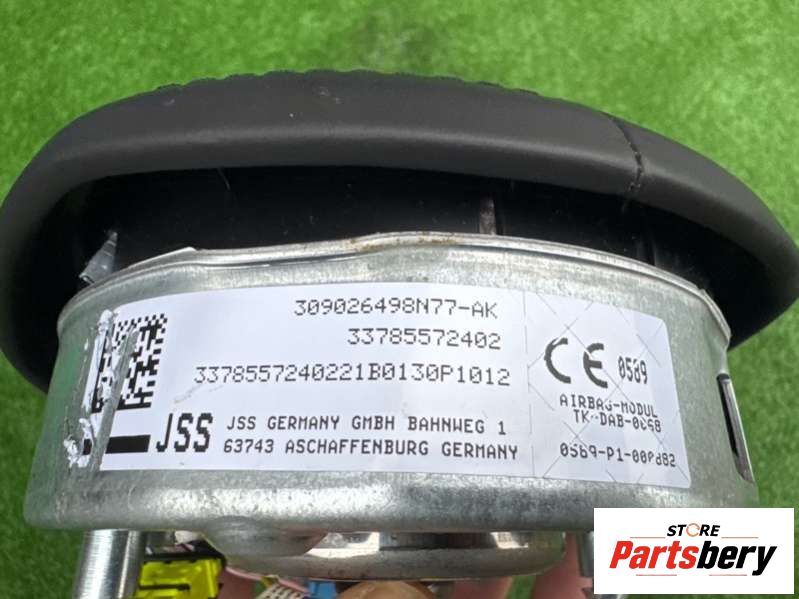 309026498N77-AK
33785572402
3378557240221B0130P1012
JSS
JSS GERMANY GMBH BAHNWEG 1
63743 ASCHAFFENBURG GERMANY
CE 0589
AIRBAG-MODUL
STORE
Partsbery